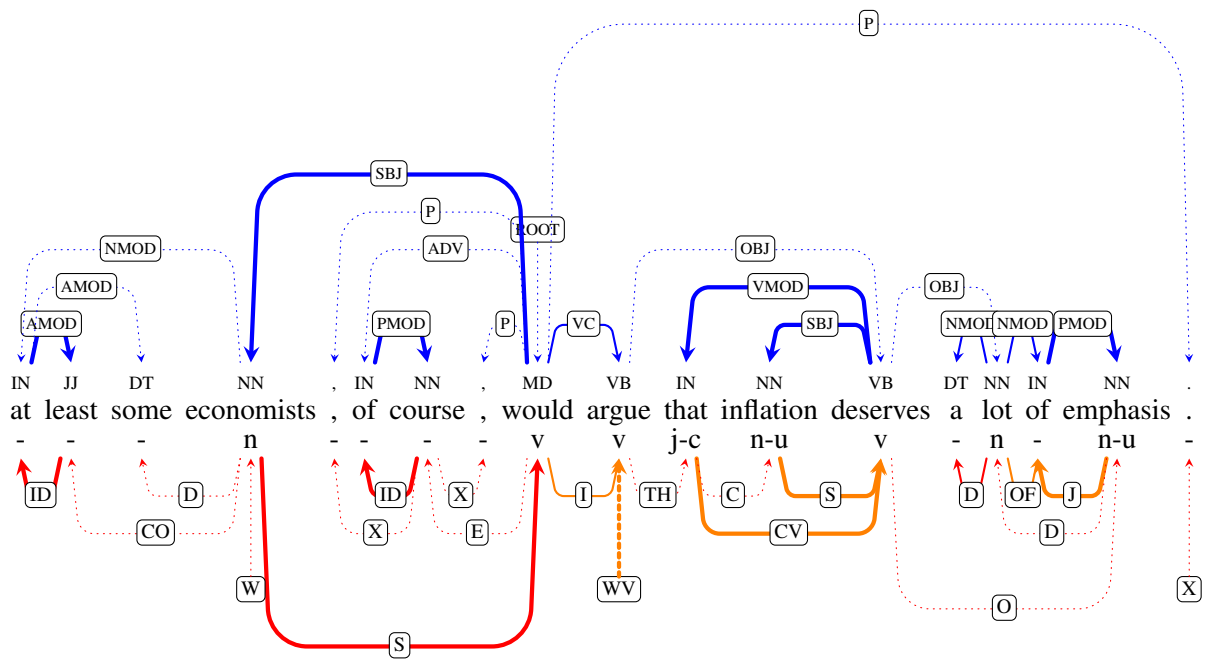 P
SBJ
P
ROOT
NMOD ADV OBJ
AMOD VMOD OBJ
AMOD PMOD P VC SBJ NMOD NMOD PMOD
IN JJ DT NN , IN NN , MD VB IN NN VB DT NN IN NN .
at least some economists , of course , would argue that inflation deserves a lot of emphasis .
- - - n - - - - v v j-c n-u v - n - n-u -
ID D ID X I TH C S D OF J
CO X E CV D
W WV X
O
S